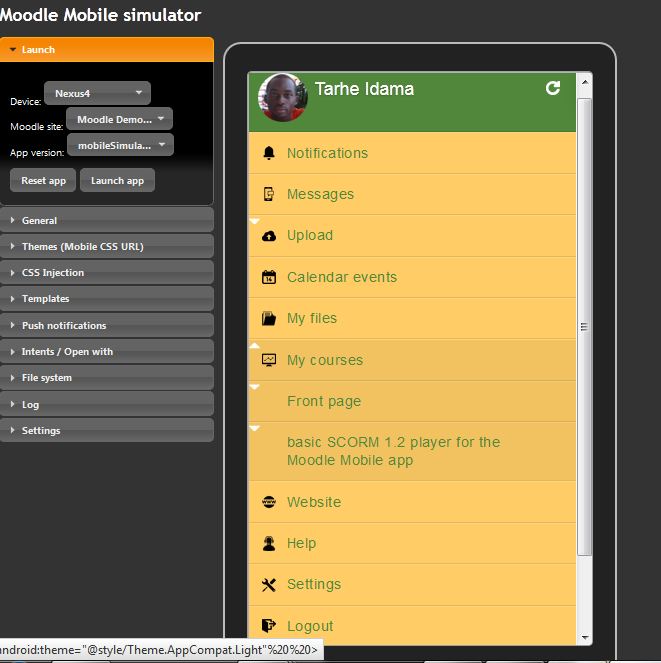 Moodle Mobile simulator
Launch
Device: Nexus4
Moodle site: Moodle Demo...
App version: mobileSimula...
Reset app Launch app
General
Themes (Mobile CSS URL)
CSS Injection
Templates
Push notifications
Intents / Open with
File system
Log
Settings
Tarhe Idama
Notifications
Messages
Upload
Calendar events
My files
My courses
Front page
basic SCORM 1.2 player for the
Moodle Mobile app
Website
Help
Settings
Logout
android:theme="@style/Theme.AppCompat.Light"%20%20>